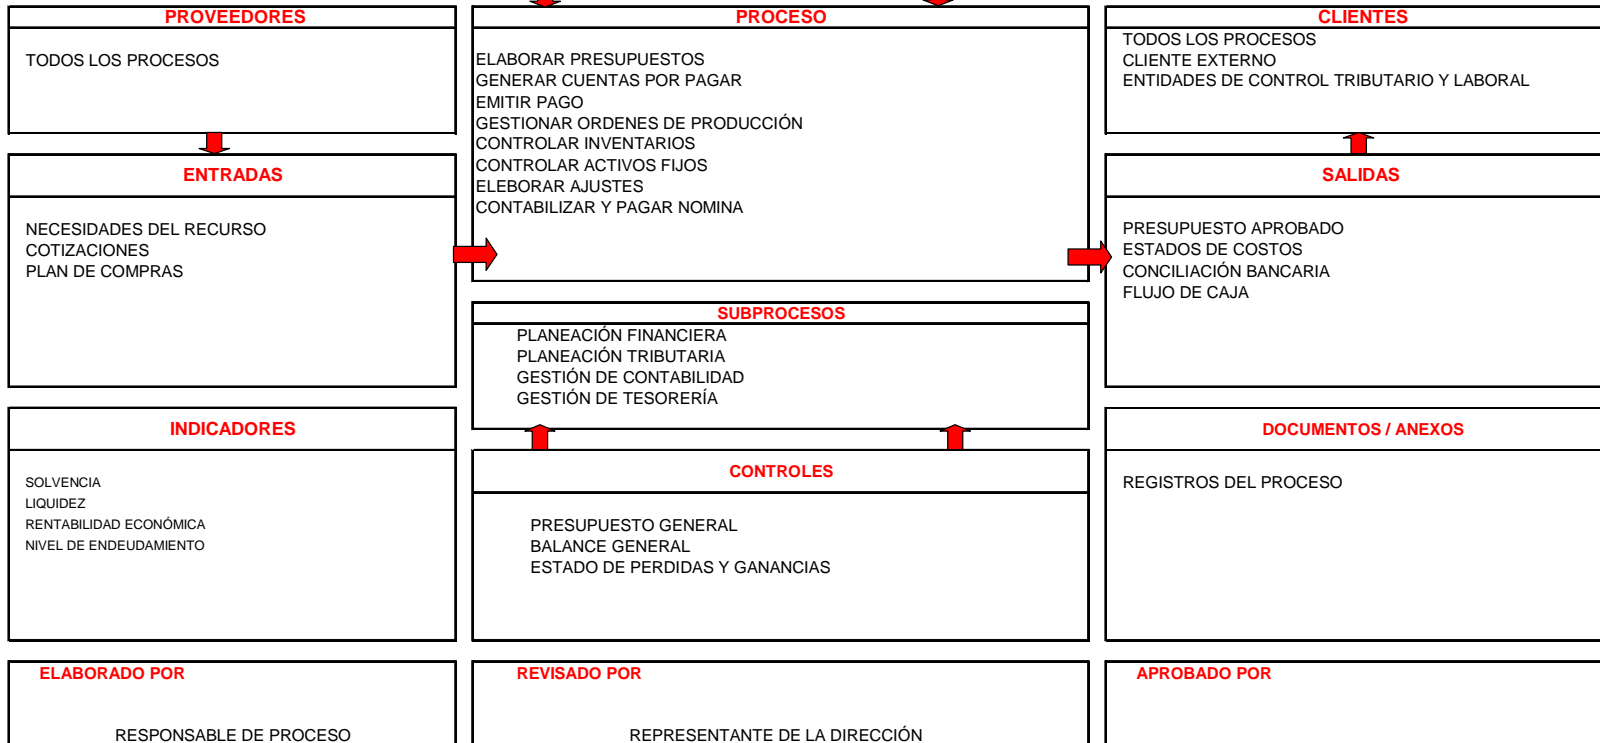 PROVEEDORES
TODOS LOS PROCESOS
PROCESO
ELABORAR PRESUPUESTOS
GENERAR CUENTAS POR PAGAR
EMITIR PAGO
GESTIONAR ORDENES DE PRODUCCIÓN
CONTROLAR INVENTARIOS
CONTROLAR ACTIVOS FIJOS
ELEBORAR AJUSTES
CONTABILIZAR Y PAGAR NOMINA
CLIENTES
TODOS LOS PROCESOS
CLIENTE EXTERNO
ENTIDADES DE CONTROL TRIBUTARIO Y LABORAL
ENTRADAS
NECESIDADES DEL RECURSO
COTIZACIONES
PLAN DE COMPRAS
SALIDAS
PRESUPUESTO APROBADO
ESTADOS DE COSTOS
CONCILIACIÓN BANCARIA
FLUJO DE CAJA
SUBPROCESOS
PLANEACIÓN FINANCIERA
PLANEACIÓN TRIBUTARIA
GESTIÓN DE CONTABILIDAD
GESTIÓN DE TESORERÍA
INDICADORES
SOLVENCIA
LIQUIDEZ
RENTABILIDAD ECONÓMICA
NIVEL DE ENDEUDAMIENTO
CONTROLES
PRESUPUESTO GENERAL
BALANCE GENERAL
ESTADO DE PERDIDAS Y GANANCIAS
DOCUMENTOS / ANEXOS
REGISTROS DEL PROCESO
ELABORADO POR
RESPONSABLE DE PROCESO
REVISADO POR
REPRESENTANTE DE LA DIRECCIÓN
APROBADO POR